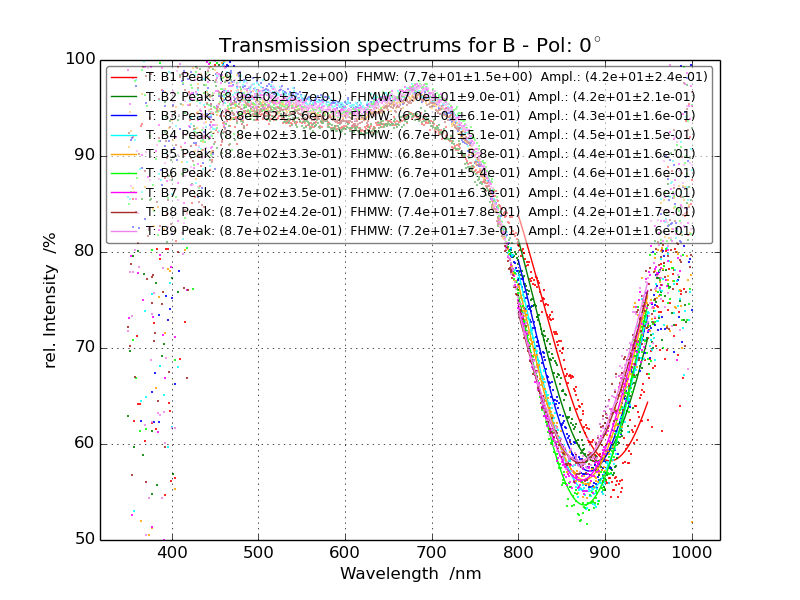 Transmission spectrums for B - Pol: 0°
100
90
80
70
60
50
rel. Intensity /%
T: B1 Peak: (9.1e+02±1.2e+00) FHMW: (7.7e+01±1.5e+00) Ampl.: (4.2e+01±2.4e-01)
T: B2 Peak: (8.9e+02±5.7e-01) FHMW: (7.0e+01±9.0e-01) Ampl.: (4.2e+01±2.1e-01)
T: B3 Peak: (8.8e+02±3.6e-01) FHMW: (6.9e+01±6.1e-01) Ampl.: (4.3e+01±1.6e-01)
T: B4 Peak: (8.8e+02±3.1e-01) FHMW: (6.7e+01±5.1e-01) Ampl.: (4.5e+01±1.5e-01)
T: B5 Peak: (8.8e+02±3.3e-01) FHMW: (6.8e+01±5.8e-01) Ampl.: (4.4e+01±1.6e-01)
T: B6 Peak: (8.8e+02±3.1e-01) FHMW: (6.7e+01±5.4e-01) Ampl.: (4.6e+01±1.6e-01)
T: B7 Peak: (8.7e+02±3.5e-01) FHMW: (7.0e+01±6.3e-01) Ampl.: (4.4e+01±1.6e-01)
T: B8 Peak: (8.7e+02±4.2e-01) FHMW: (7.4e+01±7.8e-01) Ampl.: (4.2e+01±1.7e-01)
T: B9 Peak: (8.7e+02±4.0e-01) FHMW: (7.2e+01±7.3e-01) Ampl.: (4.2e+01±1.6e-01)
400 500 600 700 800 900 1000
Wavelength /nm